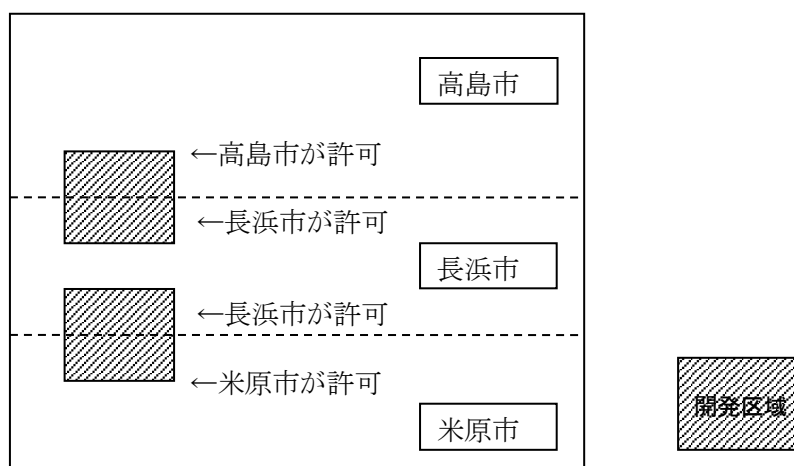 高島市
←高島市が許可
←長浜市が許可
長浜市
←長浜市が許可
←米原市が許可
開発区域
米原市